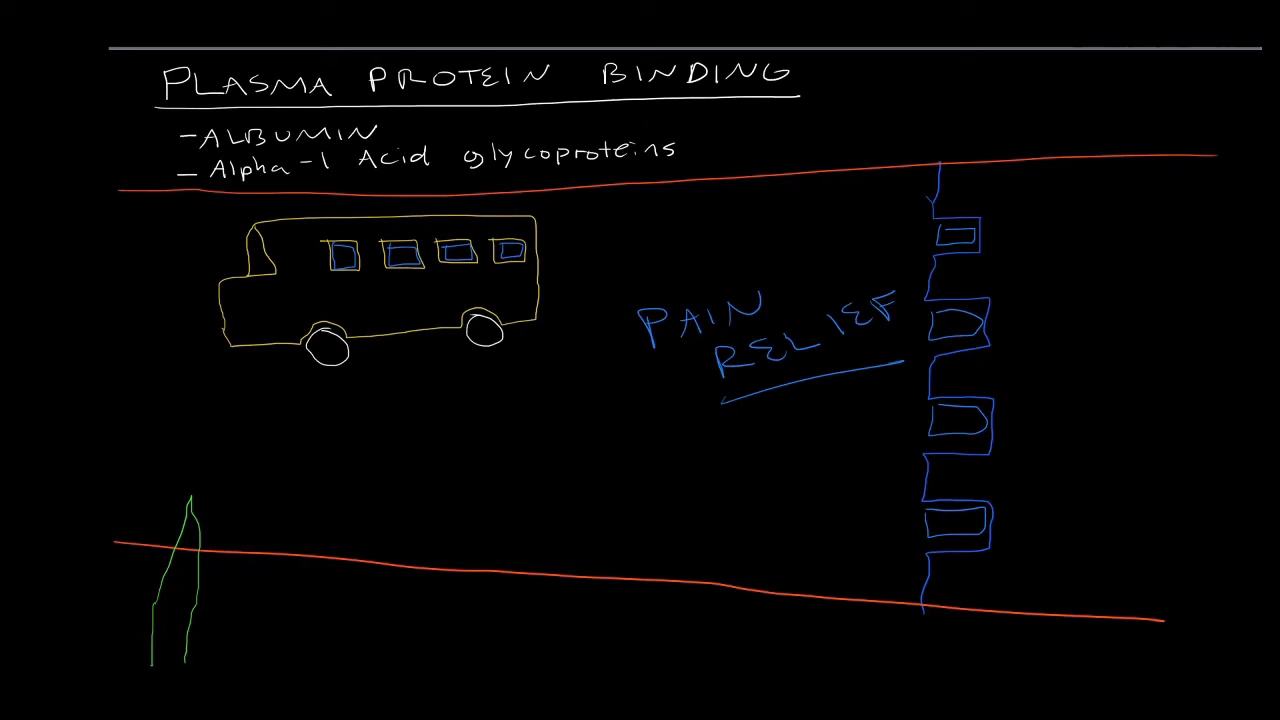 PLASMA PROTEIN BINDING
- ALBUMIN
- Alpha-1 Acid glycoproteins
PAIN
RELIEF